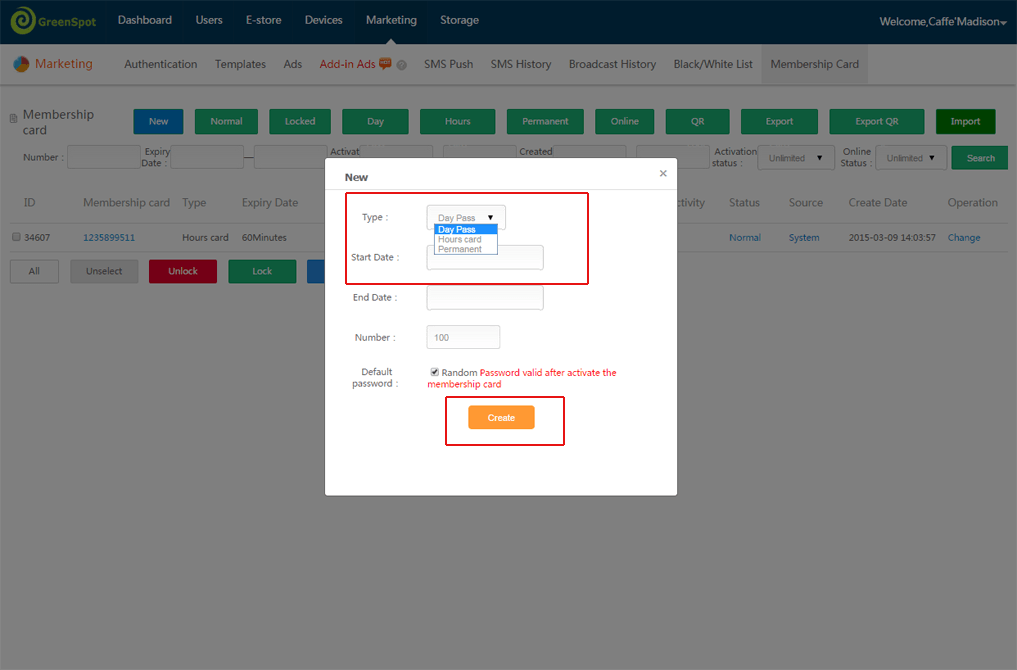 GreenSpot
Dashboard Users E-store Devices Marketing Storage Welcome,Caffe'Madison
Marketing Authentication Templates Ads Add-in Ads HOT ? SMS Push SMS History Broadcast History Black/White List Membership Card
Membership card New Normal Locked Day Hours Permanent Online QR Export Export QR Import
Number : Expiry Date : — Activat Created Activation status : Unlimited Online Status : Unlimited Search
ID Membership card Type Expiry Date ctivity Status Source Create Date Operation
34607 1235899511 Hours card 60Minutes Normal System 2015-03-09 14:03:57 Change
All Unselect Unlock Lock
New ×
Type : Day Pass
Day Pass
Hours card
Permanent
Start Date :
End Date :
Number : 100
Default password : Random Password valid after activate the
membership card
Create